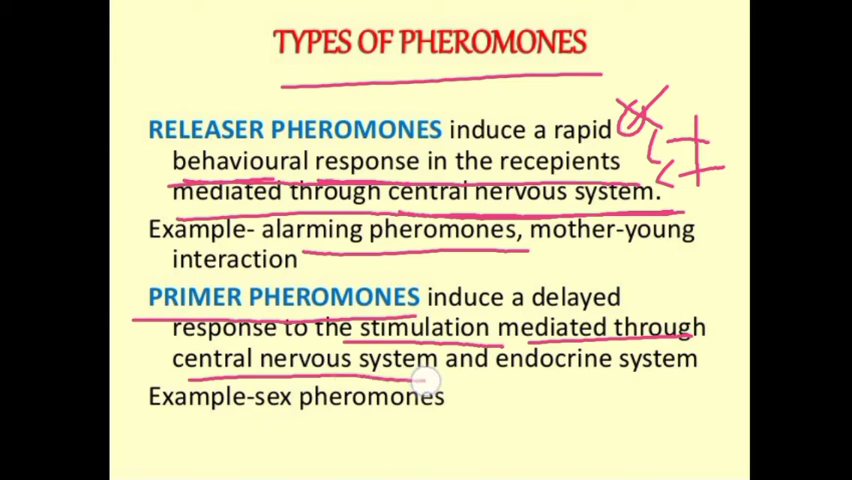 TYPES OF PHEROMONES
RELEASER PHEROMONES induce a rapid
behavioural response in the recepients
mediated through central nervous system.
Example- alarming pheromones, mother-young
interaction
PRIMER PHEROMONES induce a delayed
response to the stimulation mediated through
central nervous system and endocrine system
Example-sex pheromones